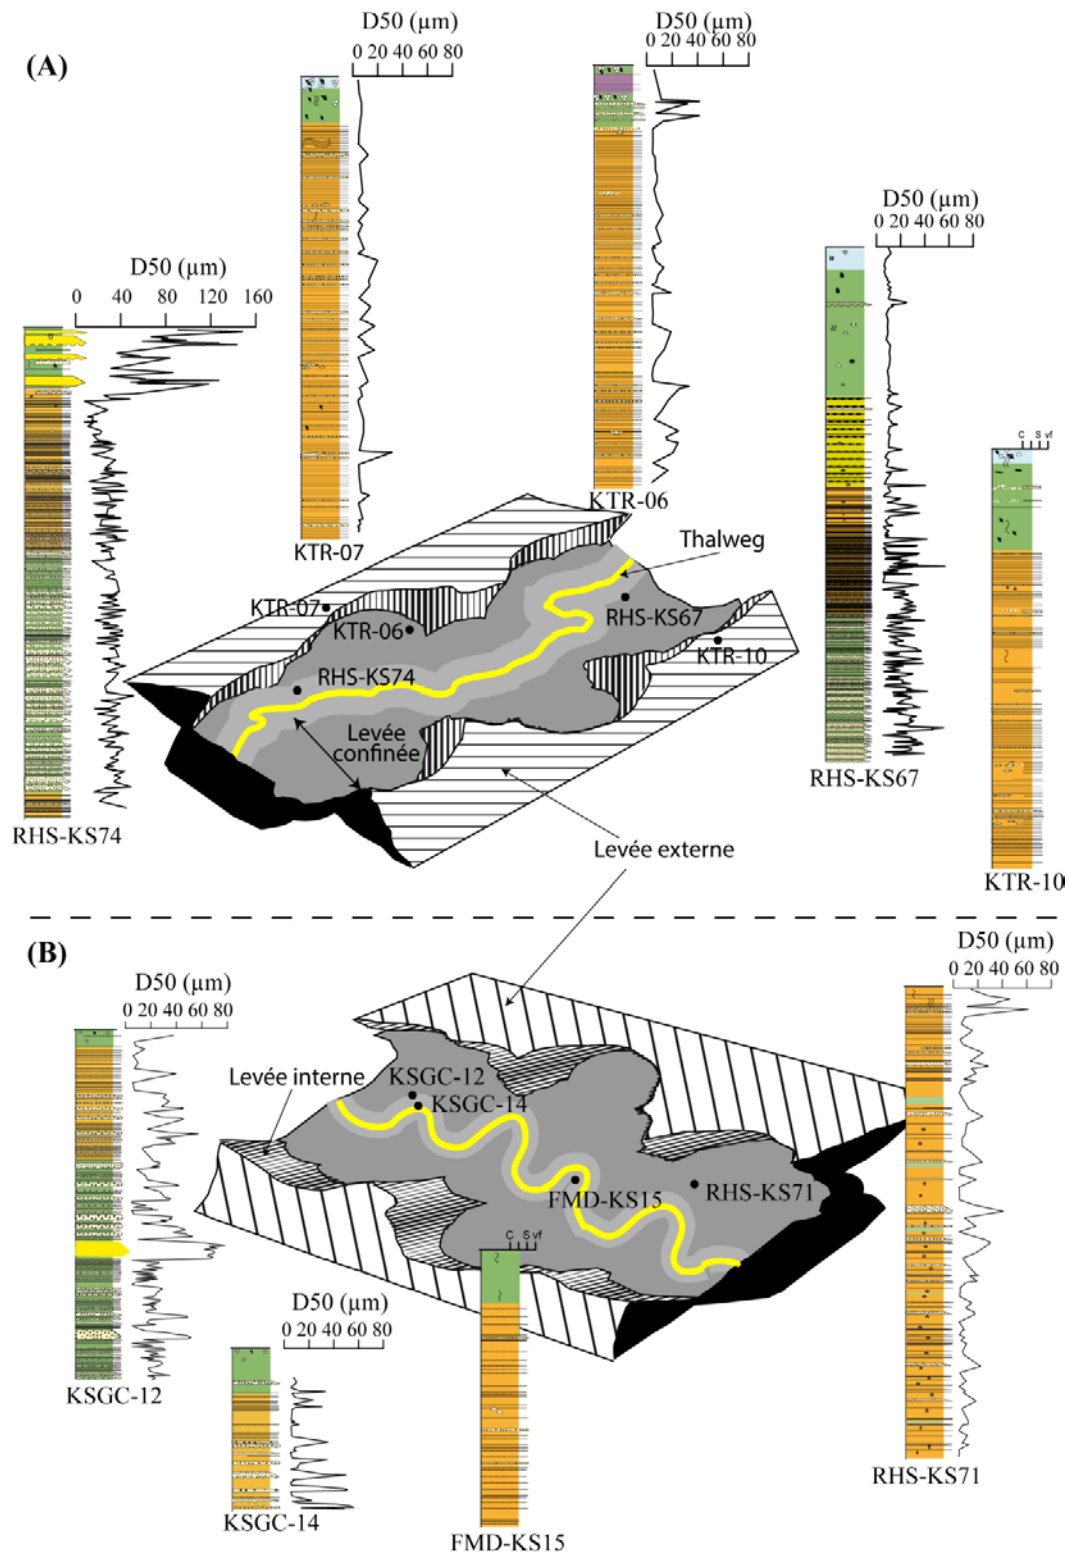 D50 (µm)
0 20 40 60 80
D50 (µm)
0 20 40 60 80
(A)
D50 (µm)
0 20 40 60 80
D50 (µm)
0 40 80 120 160
C S vf
KTR-06
KTR-07
Thalweg
KTR-07
KTR-06
RHS-KS67
KTR-10
RHS-KS74
Levée
confinée
RHS-KS67
RHS-KS74
Levée externe
KTR-10
(B)
D50 (µm)
0 20 40 60 80
D50 (µm)
0 20 40 60 80
Levée interne
KSGC-12
KSGC-14
RHS-KS71
FMD-KS15
C S vf
D50 (µm)
0 20 40 60 80
KSGC-12
RHS-KS71
KSGC-14
FMD-KS15